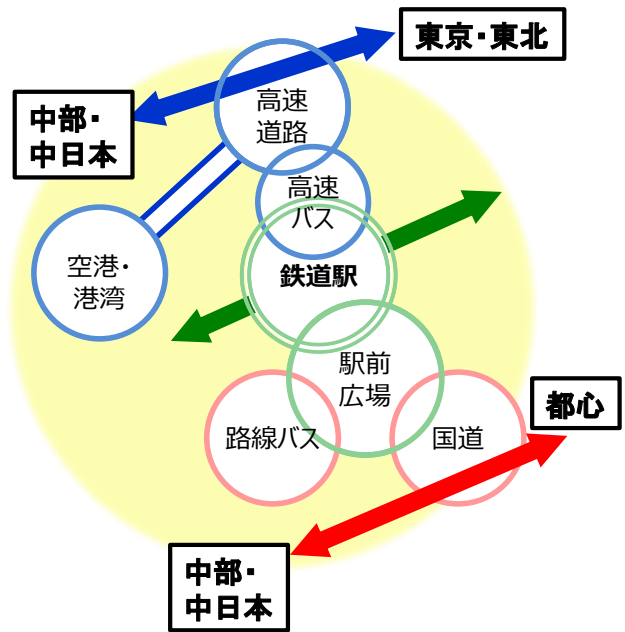 東京・東北
中部・
中日本
高速
道路
高速
バス
空港・
港湾
鉄道駅
駅前
広場
都心
路線バス
国道
中部・
中日本